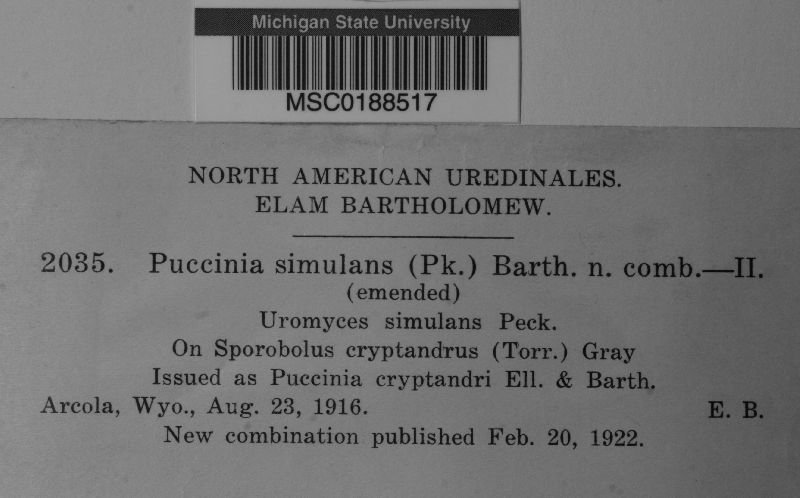 Michigan State University
MSC0188517
NORTH AMERICAN UREDINALES.
ELAM BARTHOLOMEW.
2035. Puccinia simulans (Pk.) Barth. n. comb.—II.
(emended)
Uromyces simulans Peck.
On Sporobolus cryptandrus (Torr.) Gray
Issued as Puccinia cryptandri Ell. & Barth.
Arcola, Wyo., Aug. 23, 1916. E. B.
New combination published Feb. 20, 1922.